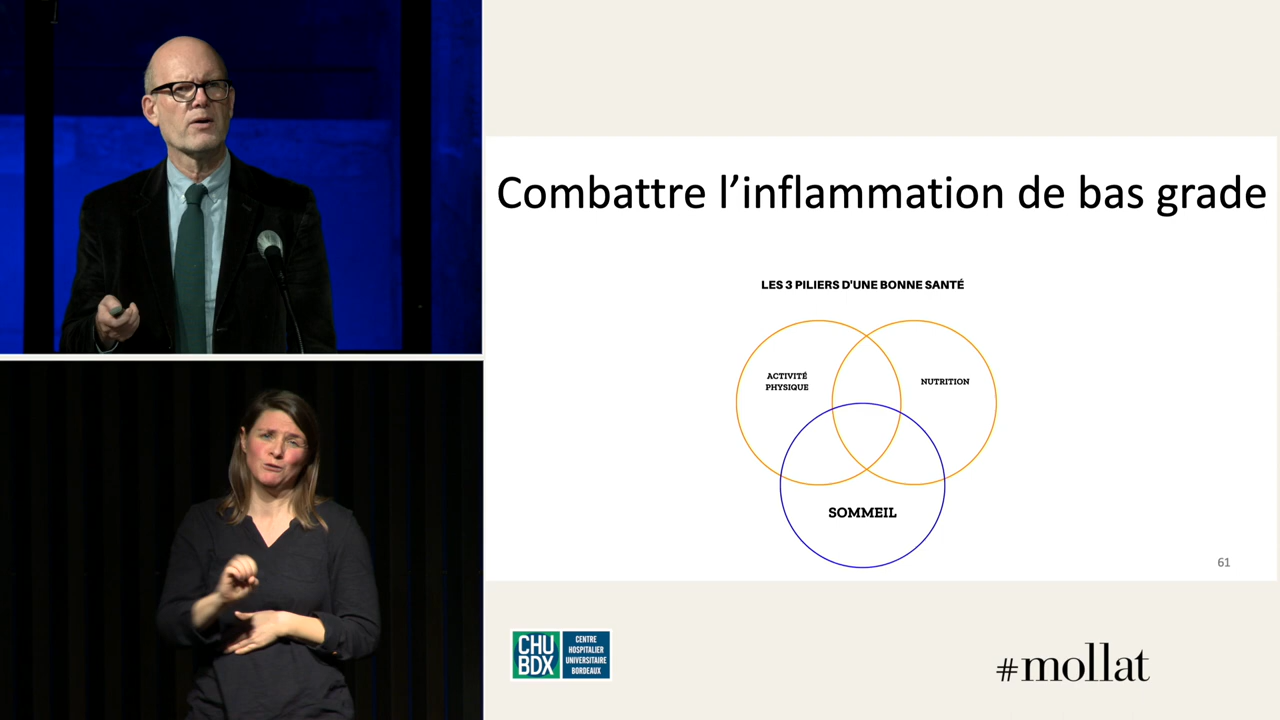 Combattre l’inflammation de bas grade
LES 3 PILIERS D'UNE BONNE SANTÉ
ACTIVITÉ
PHYSIQUE
NUTRITION
SOMMEIL
61
CHU
BDX
CENTRE
HOSPITALIER
UNIVERSITAIRE
BORDEAUX
#mollat